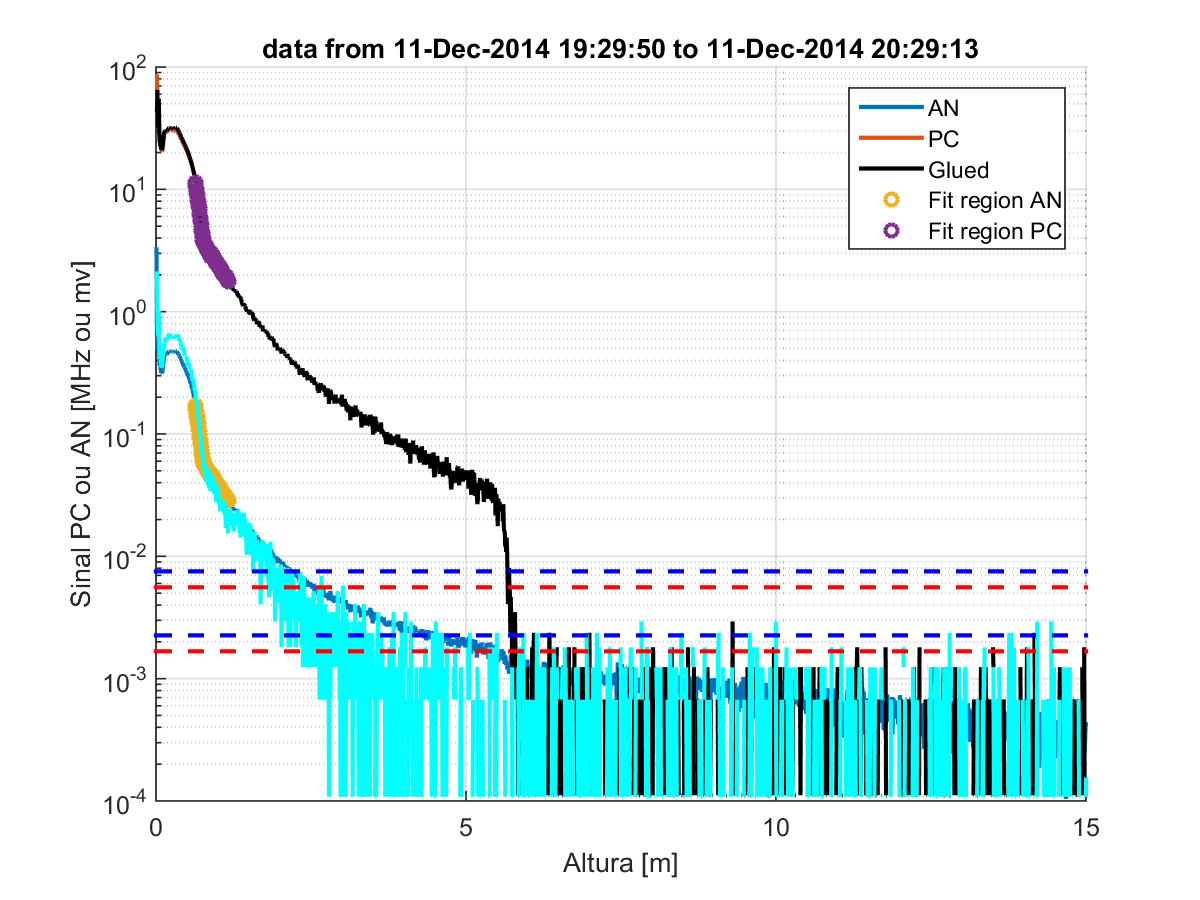 data from 11-Dec-2014 19:29:50 to 11-Dec-2014 20:29:13
AN
PC
Glued
Fit region AN
Fit region PC
Sinal PC ou AN [MHz ou mv]
10^2
10^1
10^0
10^-1
10^-2
10^-3
10^-4
0 5 10 15
Altura [m]